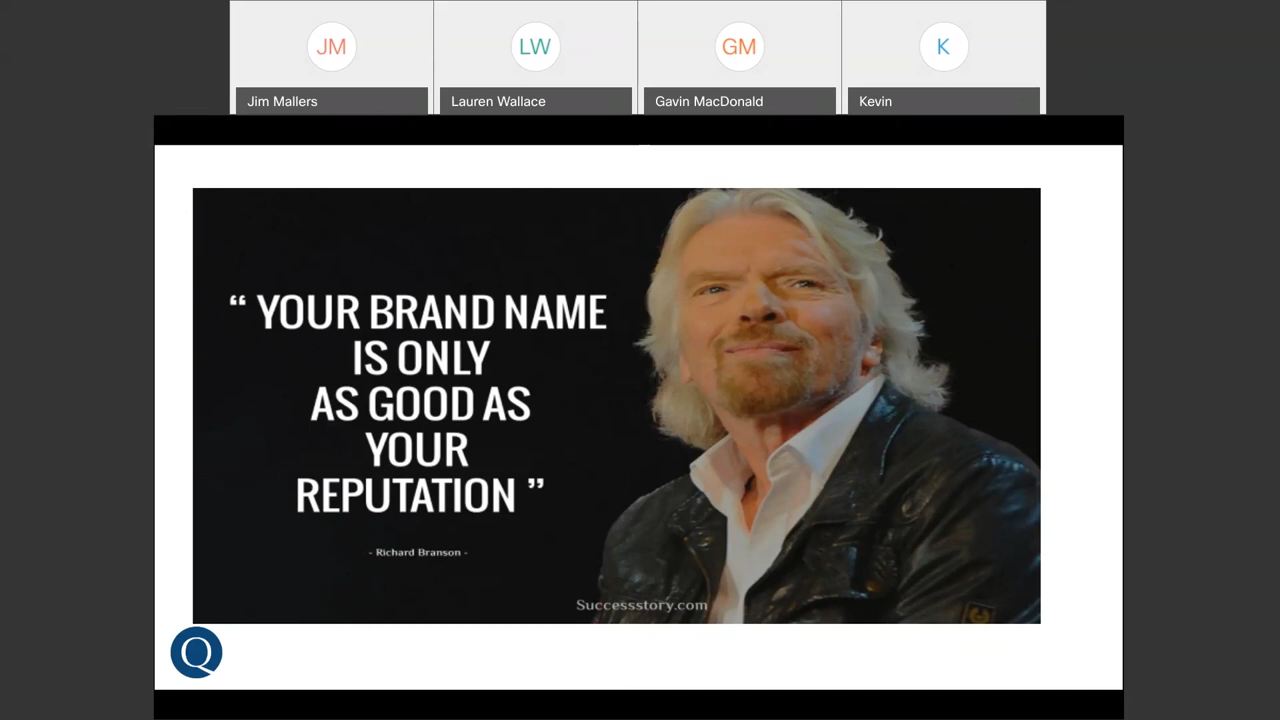 JM
LW
GM
K
Jim Mallers
Lauren Wallace
Gavin MacDonald
Kevin
“ YOUR BRAND NAME
IS ONLY
AS GOOD AS
YOUR
REPUTATION ”
- Richard Branson -
Successstory.com
Q